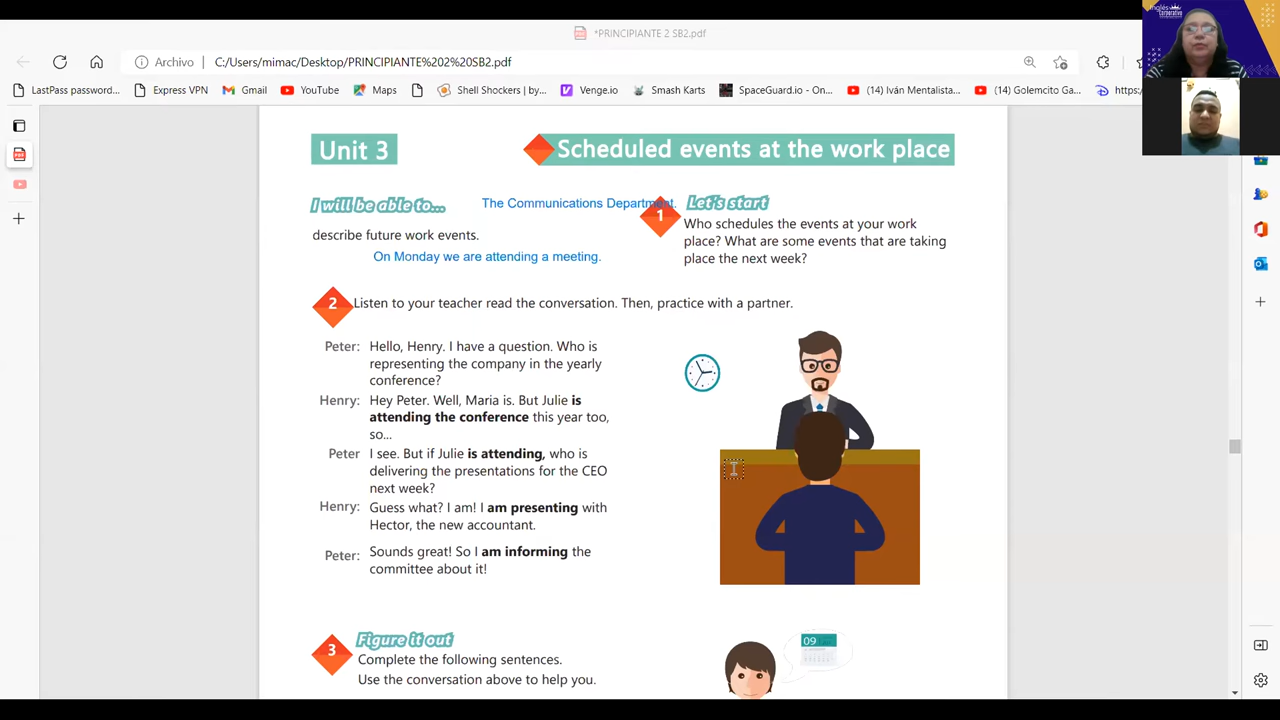 *PRINCIPIANTE 2 SB2.pdf
Archivo
C:/Users/mimac/Desktop/PRINCIPIANTE%202%20SB2.pdf
LastPass password...
Express VPN
Gmail
YouTube
Maps
Shell Shockers | by...
Venge.io
Smash Karts
SpaceGuard.io - On...
(14) Iván Mentalista...
(14) Golemcito Ga...
https:
Inglés
Corporativo
Unit 3
Scheduled events at the work place
I will be able to...
describe future work events.
The Communications Department.
On Monday we are attending a meeting.
1
Let's start
Who schedules the events at your work
place? What are some events that are taking
place the next week?
2
Listen to your teacher read the conversation. Then, practice with a partner.
Peter: Hello, Henry. I have a question. Who is
representing the company in the yearly
conference?
Henry: Hey Peter. Well, Maria is. But Julie is
attending the conference this year too,
so...
Peter I see. But if Julie is attending, who is
delivering the presentations for the CEO
next week?
Henry: Guess what? I am! I am presenting with
Hector, the new accountant.
Peter: Sounds great! So I am informing the
committee about it!
3
Figure it out
Complete the following sentences.
Use the conversation above to help you.
09